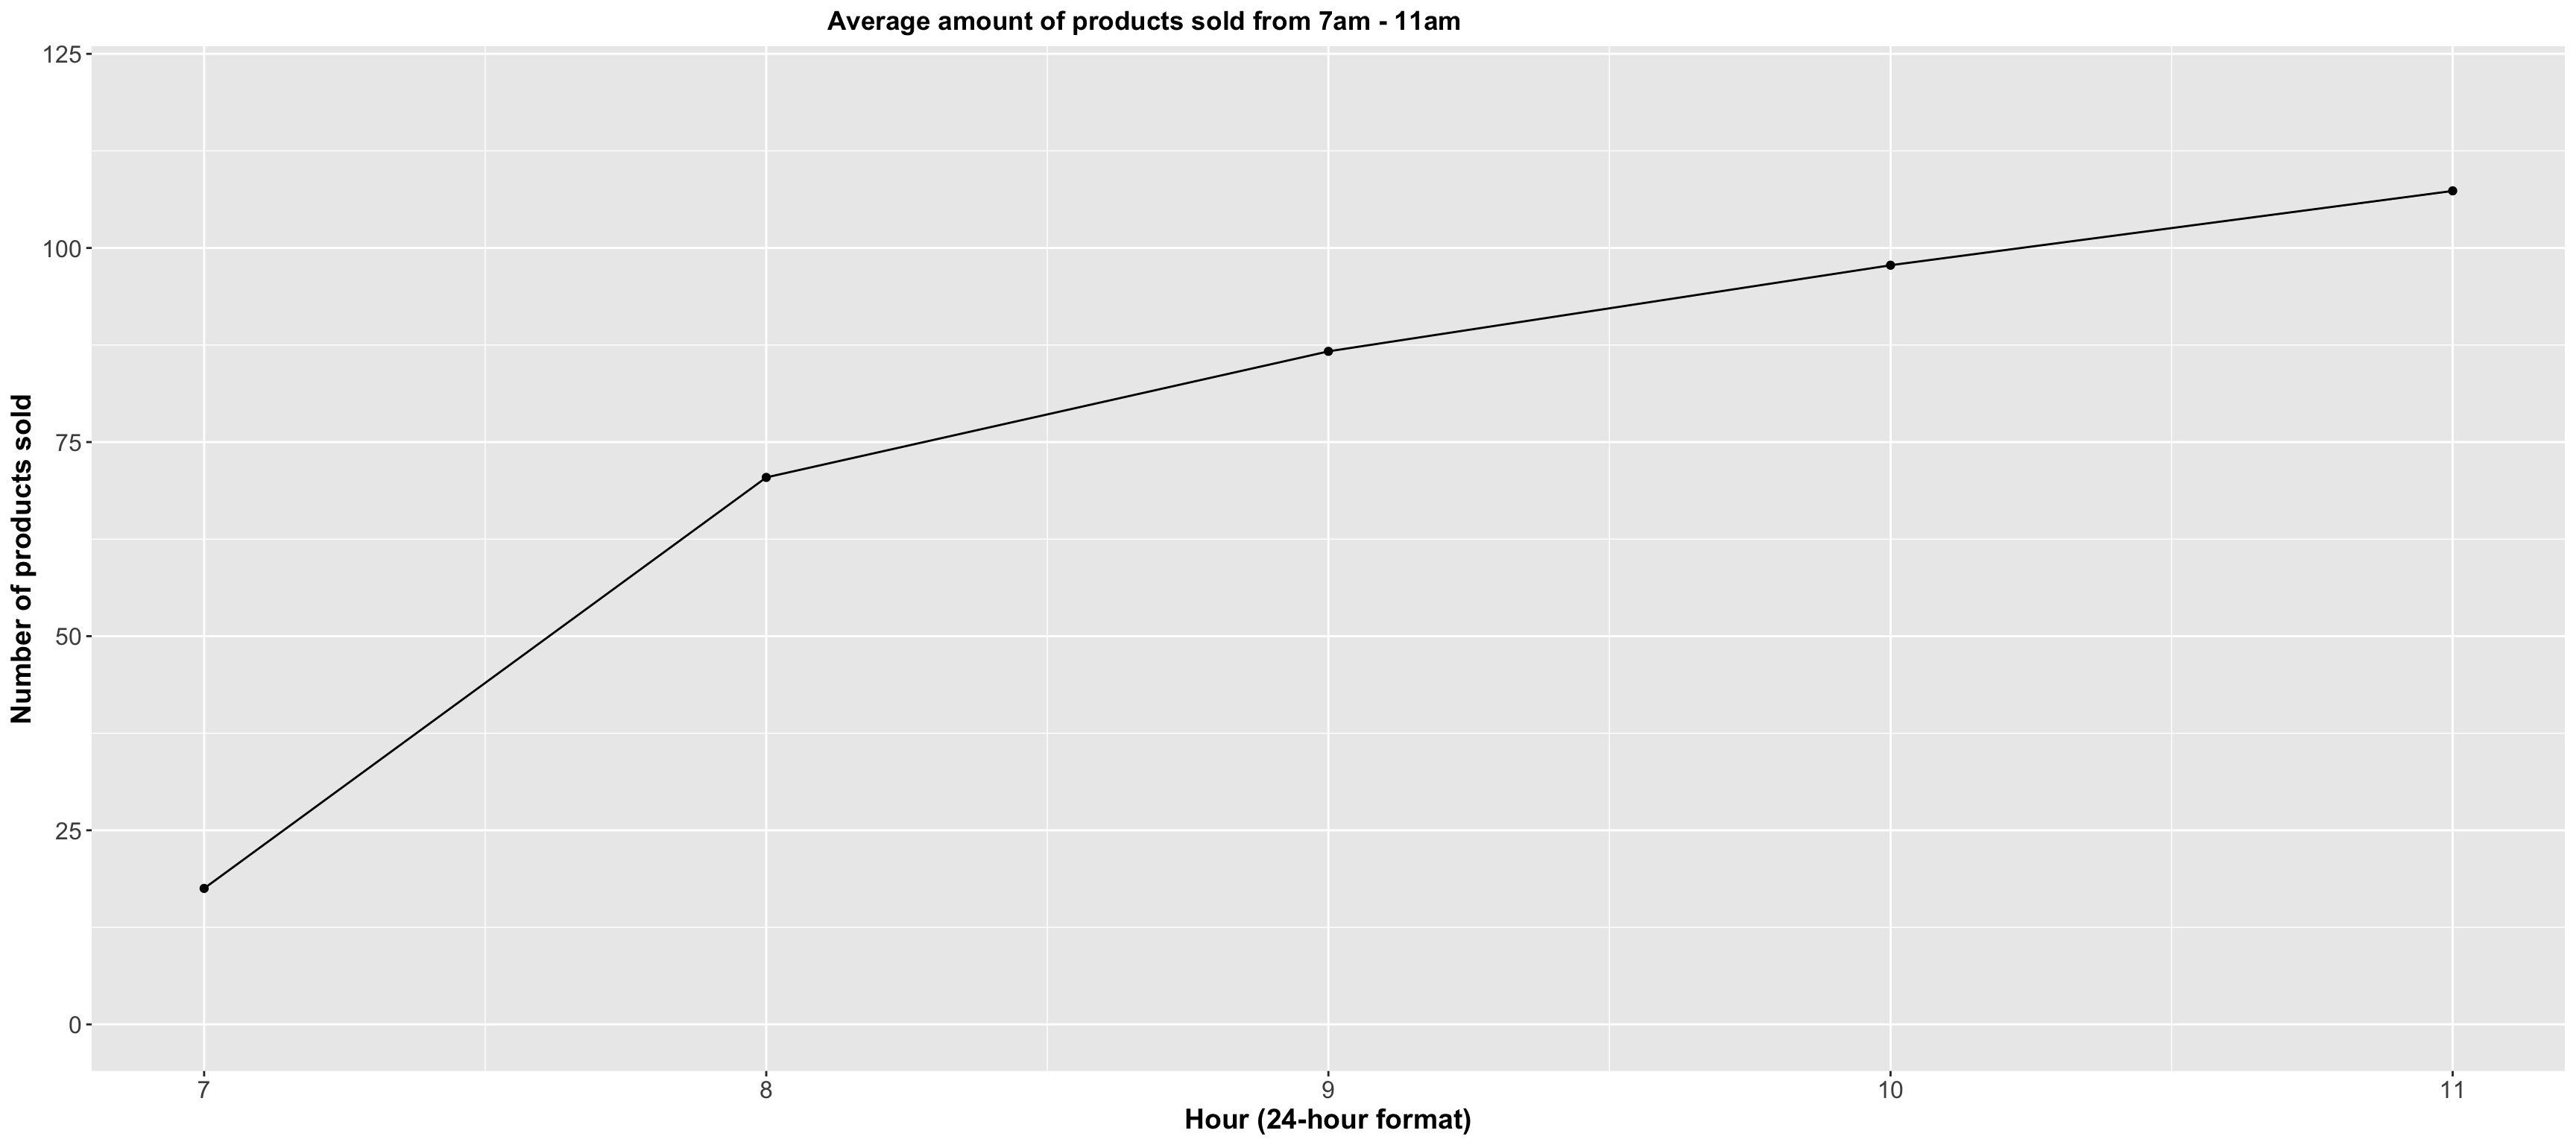 Average amount of products sold from 7am - 11am
125
100
75
50
25
0
Number of products sold
7 8 9 10 11
Hour (24-hour format)